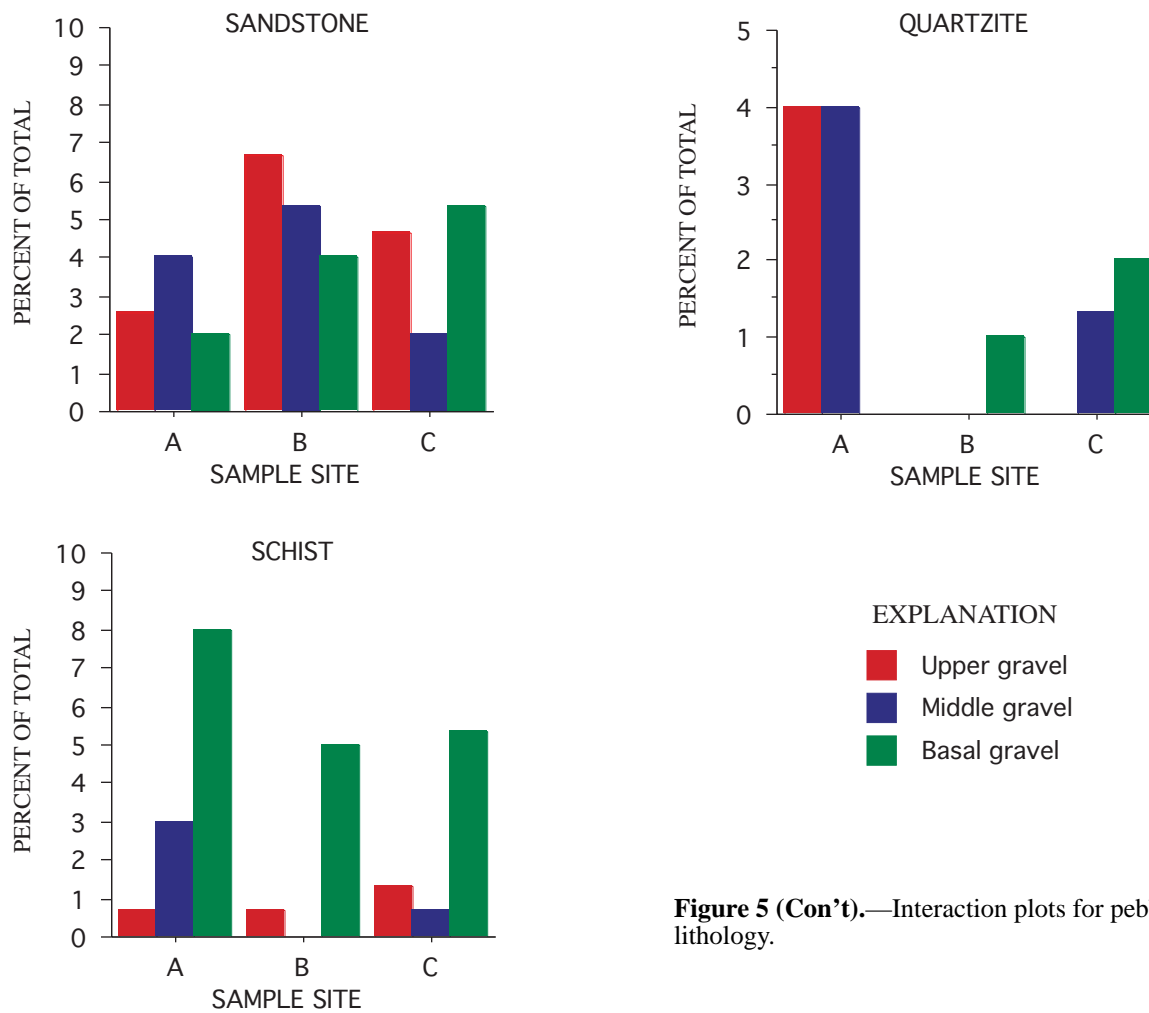 SANDSTONE
PERCENT OF TOTAL
10
9
8
7
6
5
4
3
2
1
0
A B C
SAMPLE SITE
QUARTZITE
PERCENT OF TOTAL
5
4
3
2
1
0
A B C
SAMPLE SITE
SCHIST
PERCENT OF TOTAL
10
9
8
7
6
5
4
3
2
1
0
A B C
SAMPLE SITE
EXPLANATION
Upper gravel
Middle gravel
Basal gravel
Figure 5 (Con't).—Interaction plots for peb
lithology.